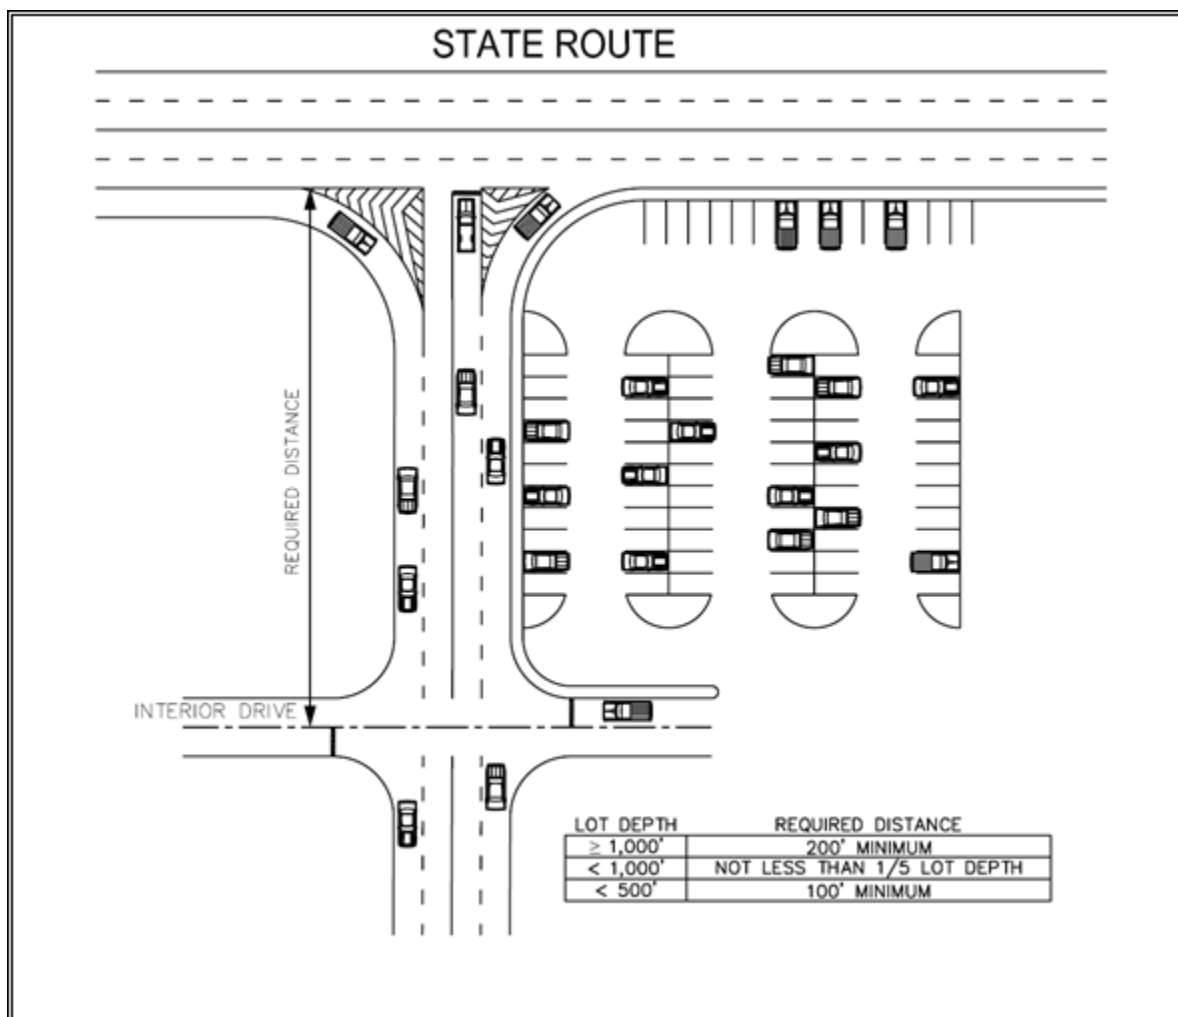 STATE ROUTE
REQUIRED DISTANCE
INTERIOR DRIVE
LOT DEPTH REQUIRED DISTANCE
≥ 1,000' 200' MINIMUM
< 1,000' NOT LESS THAN 1/5 LOT DEPTH
< 500' 100' MINIMUM